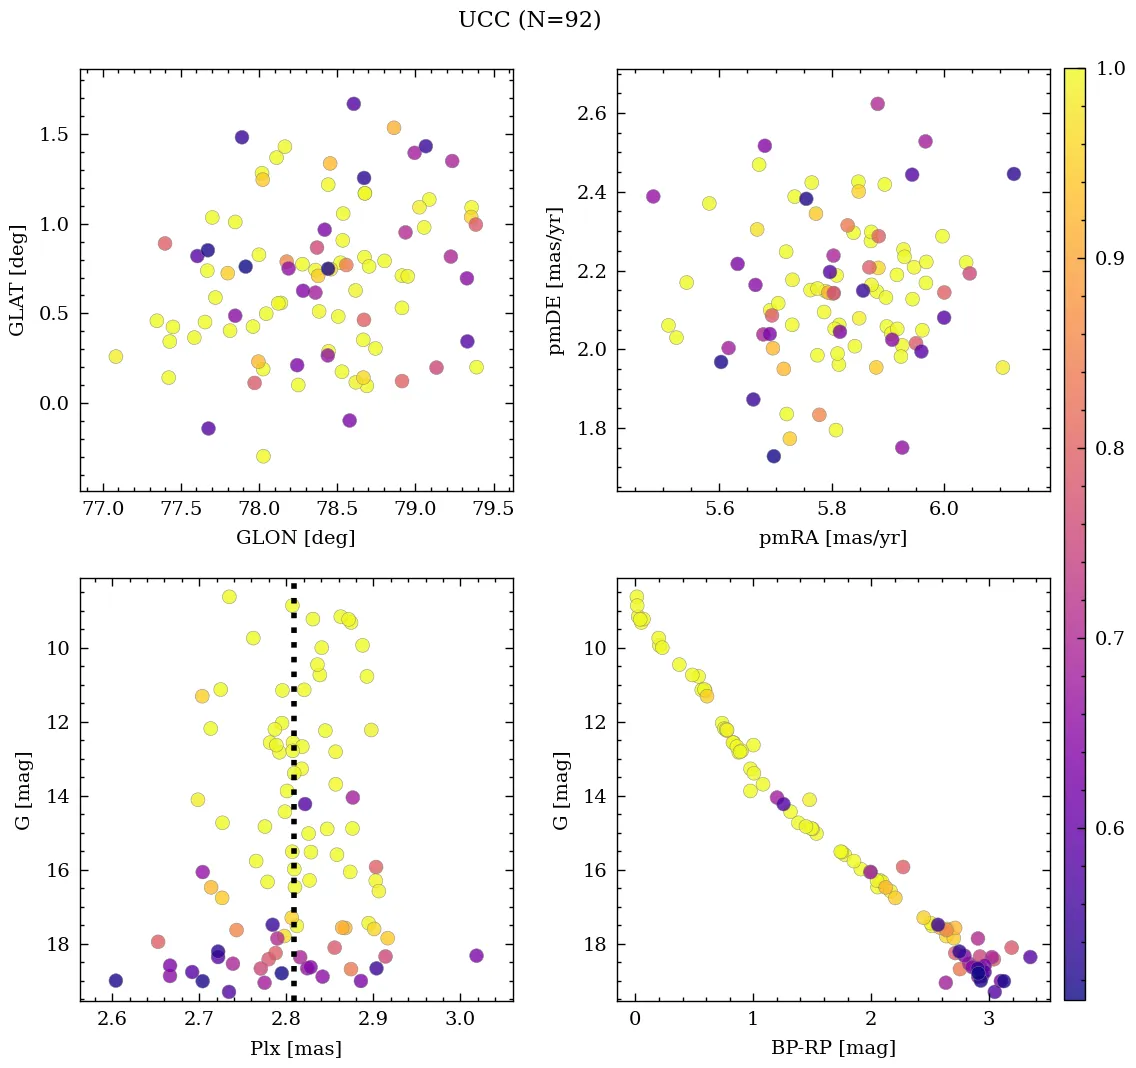 UCC (N=92)
1.5
1.0
0.5
0.0
GLAT [deg]
77.0 77.5 78.0 78.5 79.0 79.5
GLON [deg]
2.6
2.4
2.2
2.0
1.8
pmDE [mas/yr]
5.6 5.8 6.0
pmRA [mas/yr]
10
12
14
16
18
G [mag]
2.6 2.7 2.8 2.9 3.0
Plx [mas]
10
12
14
16
18
G [mag]
0 1 2 3
BP-RP [mag]
1.0
0.9
0.8
0.7
0.6